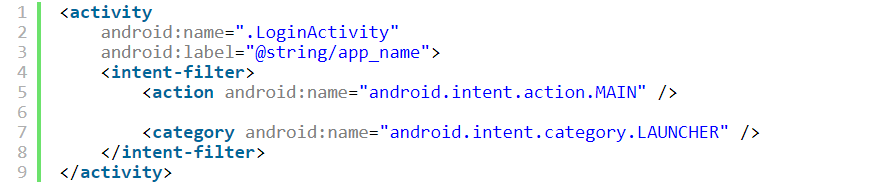 1 <activity
2     android:name=".LoginActivity"
3     android:label="@string/app_name">
4     <intent-filter>
5         <action android:name="android.intent.action.MAIN" />
6
7         <category android:name="android.intent.category.LAUNCHER" />
8     </intent-filter>
9 </activity>